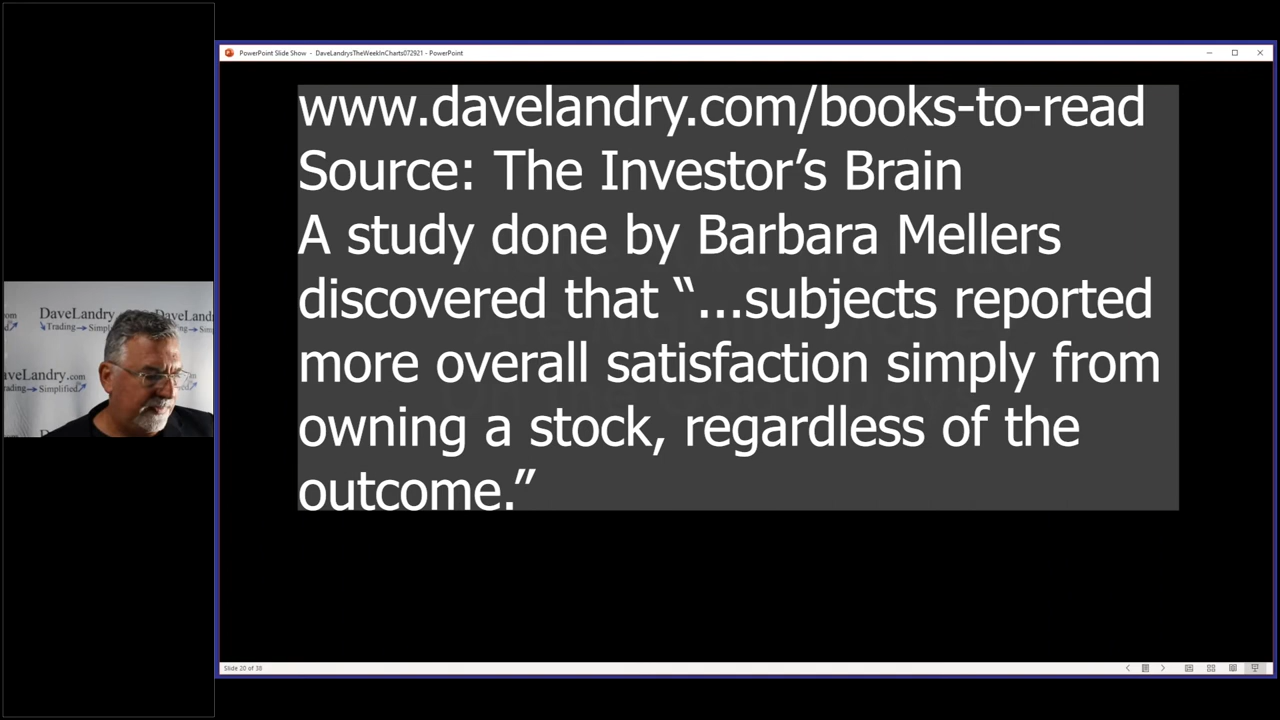 PowerPoint Slide Show - DaveLandrysTheWeekInCharts072921 - PowerPoint
www.davelandry.com/books-to-read
Source: The Investor’s Brain
A study done by Barbara Mellers
discovered that “…subjects reported
more overall satisfaction simply from
owning a stock, regardless of the
outcome.”
DaveLandry.com
Trading Simplified
Slide 20 of 38